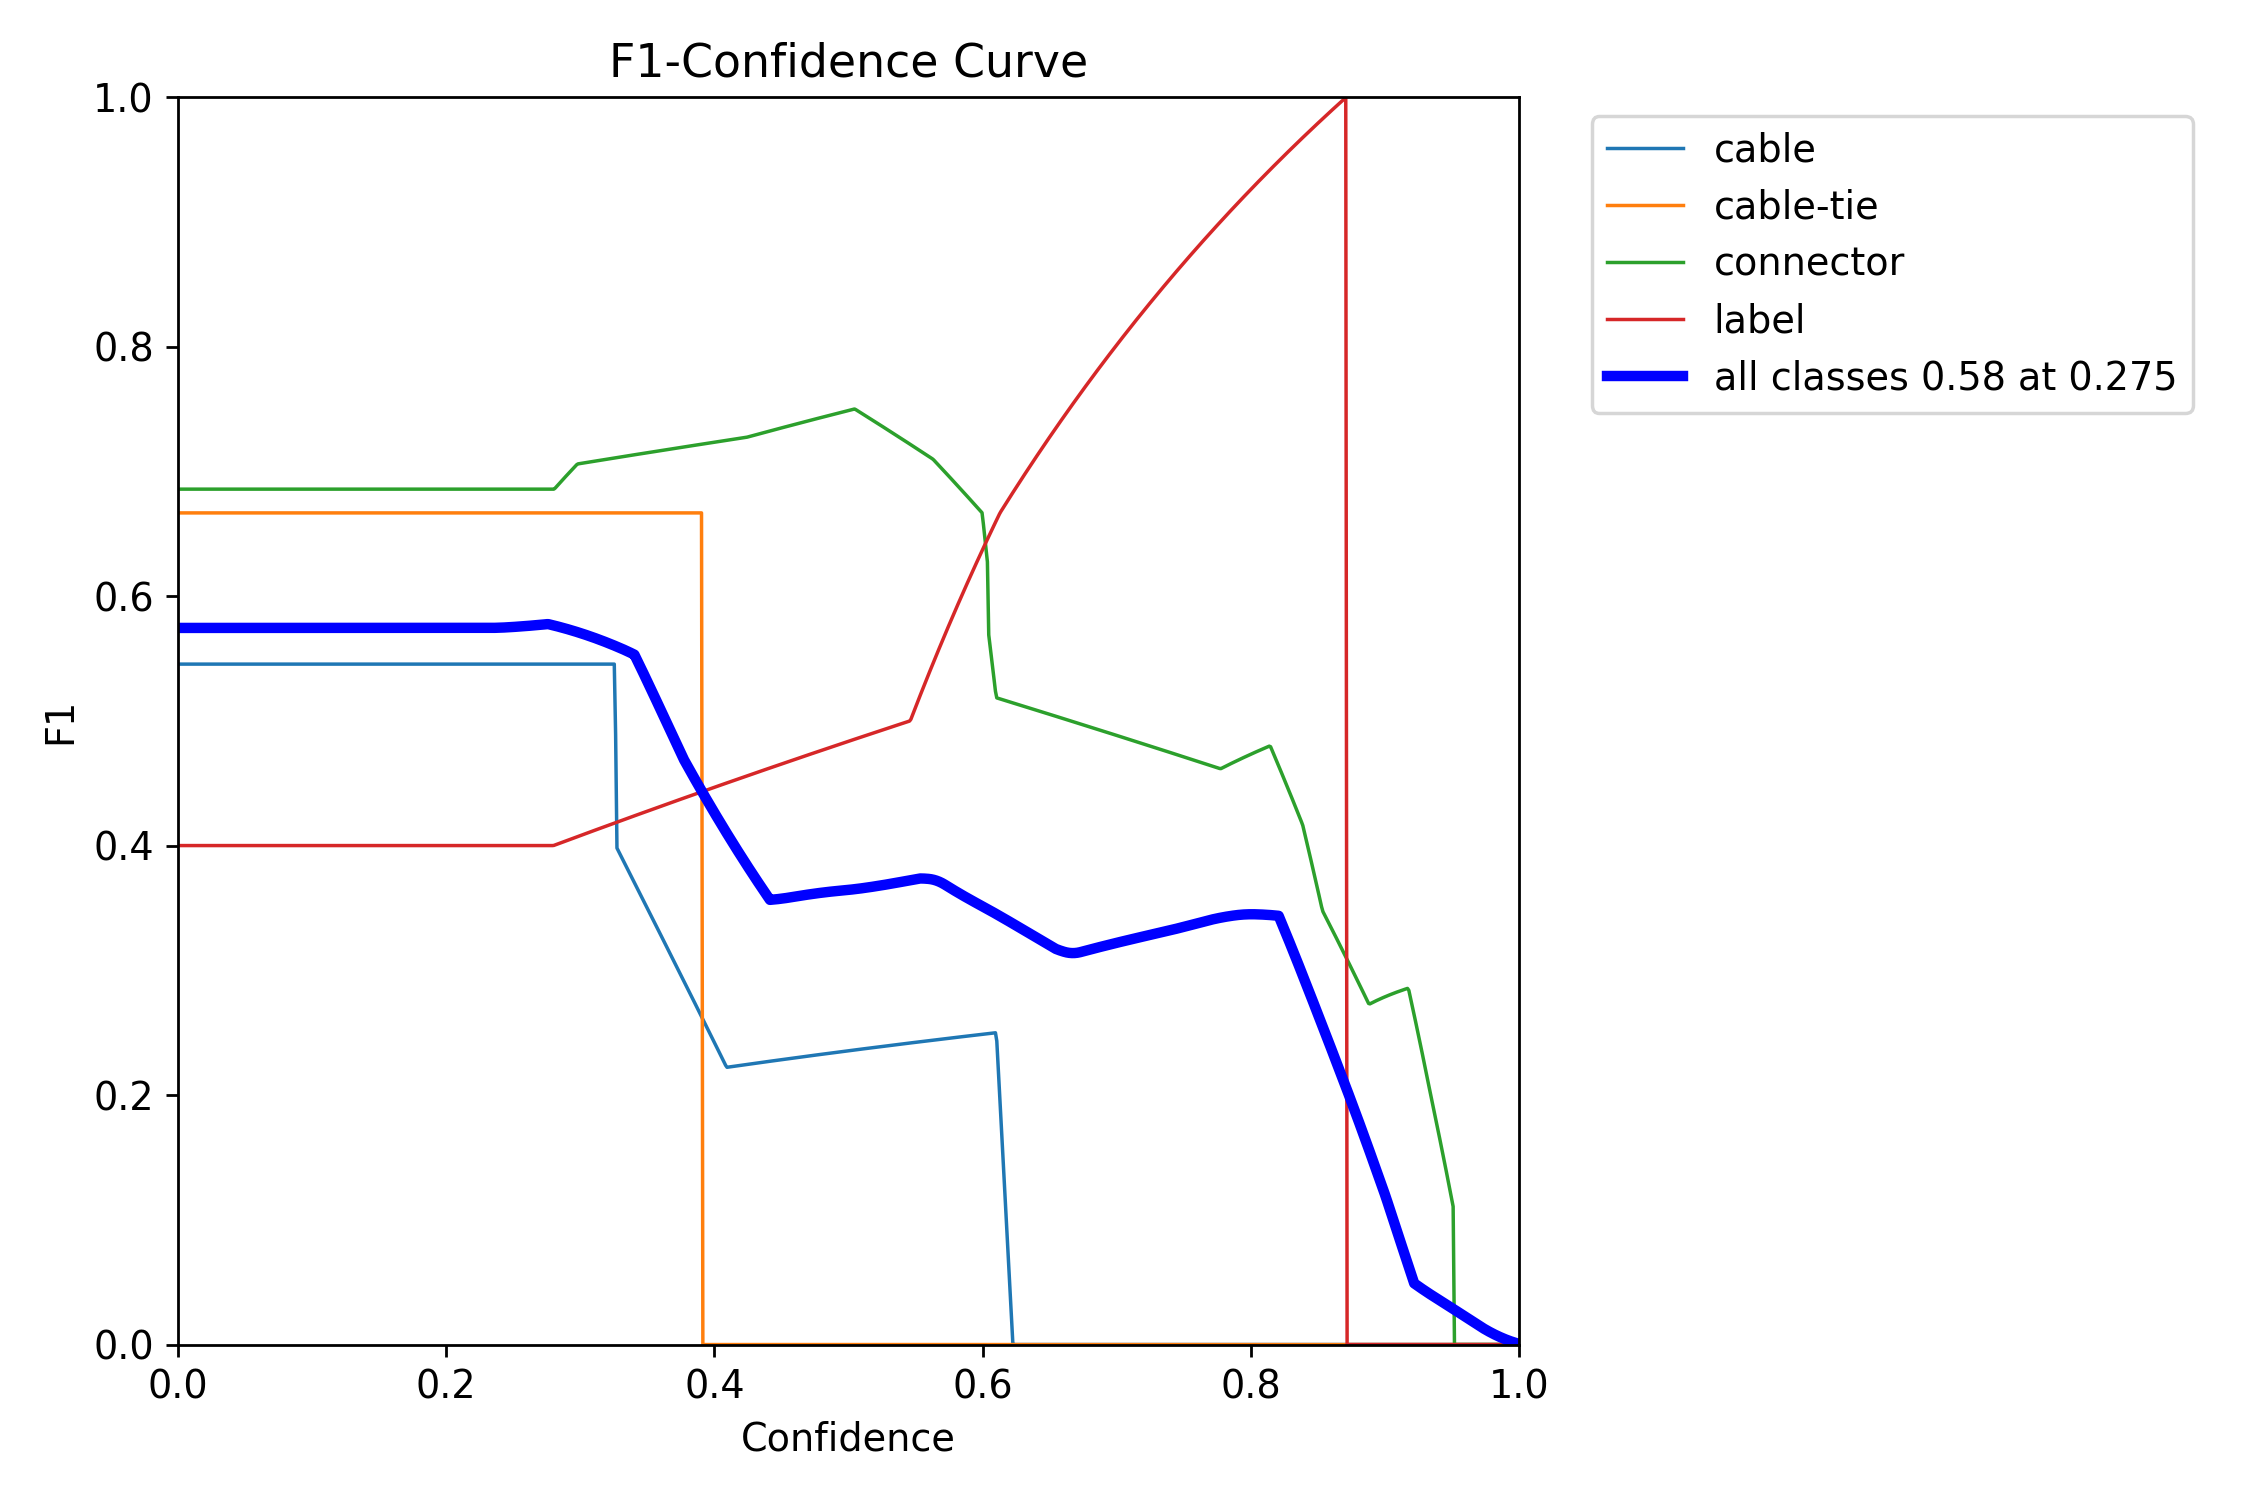 F1-Confidence Curve
1.0
0.8
0.6
0.4
0.2
0.0
F1
0.0 0.2 0.4 0.6 0.8 1.0
Confidence
cable
cable-tie
connector
label
all classes 0.58 at 0.275